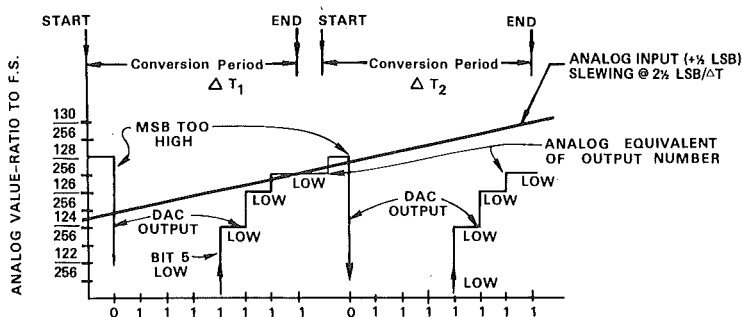 START
END
START
END
Conversion Period
Δ T1
Conversion Period
Δ T2
ANALOG INPUT (+½ LSB)
SLEWING @ 2½ LSB/ΔT
ANALOG VALUE-RATIO TO F.S.
130
256
128
256
126
256
124
256
122
256
MSB TOO
HIGH
ANALOG EQUIVALENT
OF OUTPUT NUMBER
LOW
LOW
LOW
LOW
LOW
DAC
OUTPUT
DAC
OUTPUT
LOW
LOW
BIT 5
LOW
LOW
0 1 1 1 1 1 1 1 0 1 1 1 1 1 1 1